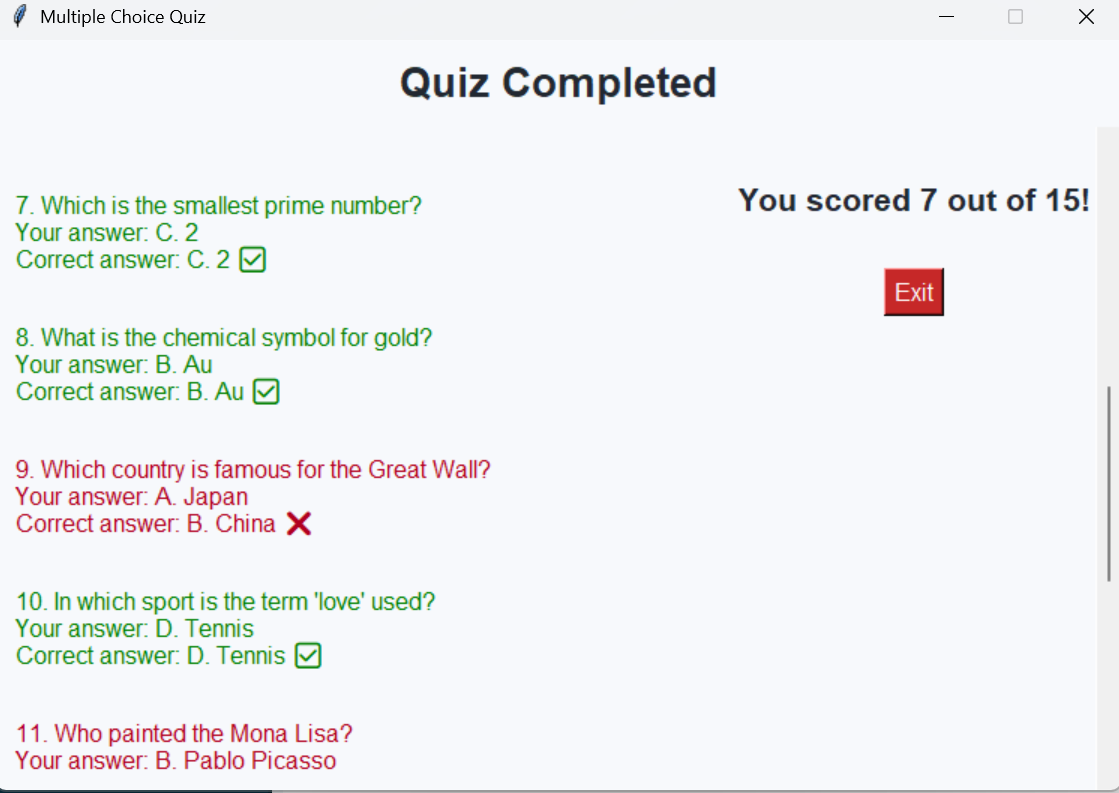 Multiple Choice Quiz
Quiz Completed
7. Which is the smallest prime number?
Your answer: C. 2
Correct answer: C. 2 ☑
8. What is the chemical symbol for gold?
Your answer: B. Au
Correct answer: B. Au ☑
9. Which country is famous for the Great Wall?
Your answer: A. Japan
Correct answer: B. China ❌
10. In which sport is the term 'love' used?
Your answer: D. Tennis
Correct answer: D. Tennis ☑
11. Who painted the Mona Lisa?
Your answer: B. Pablo Picasso
You scored 7 out of 15!
Exit